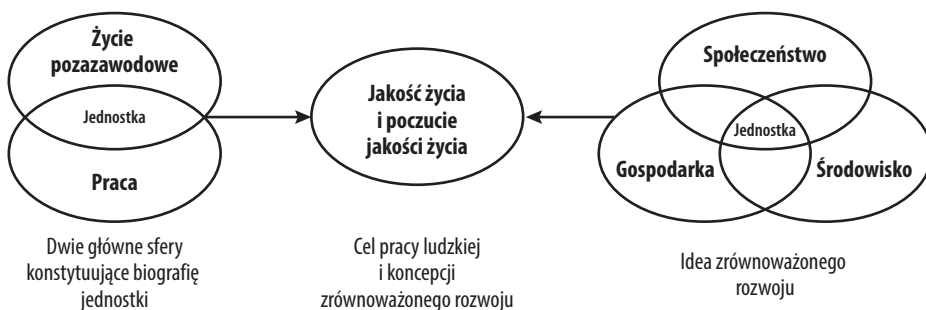 Życie
pozazawodowe
Jednostka
Praca
Dwie główne sfery
konstytuujące biografię
jednostki
Jakość życia
i poczucie
jakości życia
Cel pracy ludzkiej
i koncepcji
zrównoważonego rozwoju
Społeczeństwo
Jednostka
Gospodarka
Środowisko
Idea zrównoważonego
rozwoju